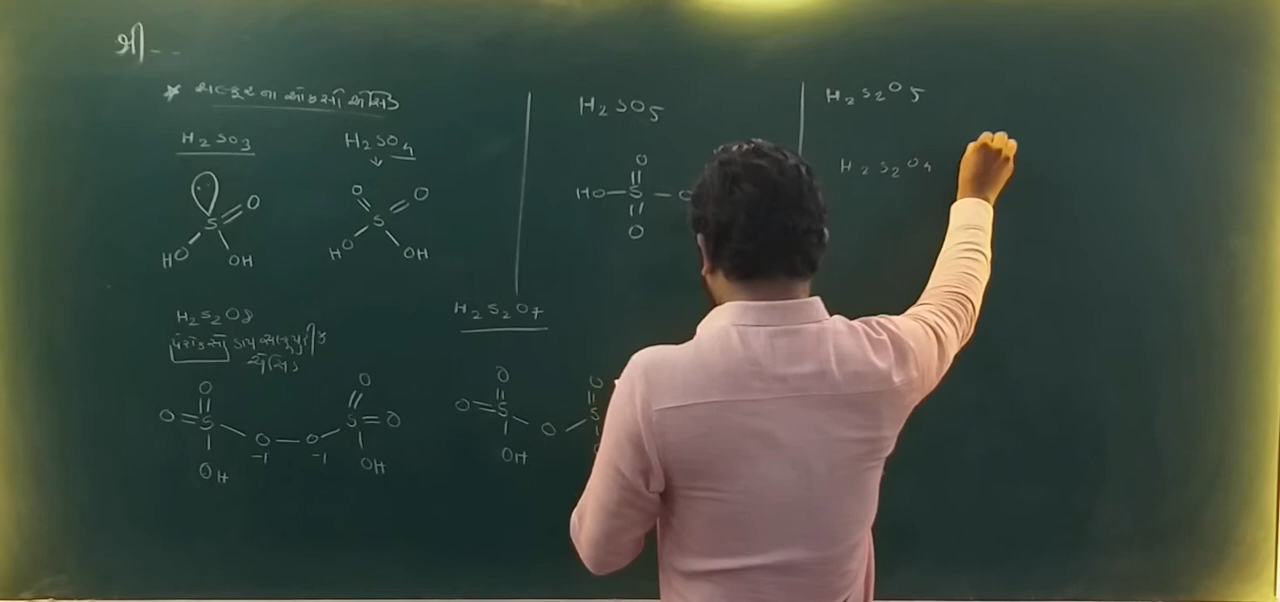 શ્રી--
* સલ્ફરના ઓક્સો એસિડ
H2SO3
H2SO4
S
O
HO
OH
O
O
S
HO
OH
H2SO5
O
HO-S-O
O
H2S2O5
H2S2O4
H2S2O8
પેરોક્સો
એસિડ
O
O=S
O-O
-1 -1
OH
O
S=O
OH
H2S2O7
O
O=S
O
OH
O
S